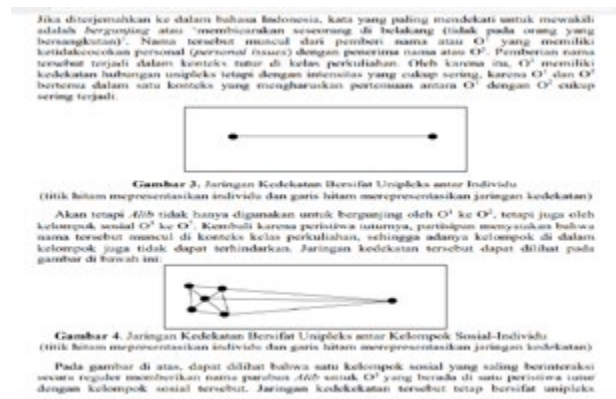 Jika diterjemahkan ke dalam bahasa Indonesia, kata yang paling mendekati untuk mewakili
adalah bergunjing atau 'membicarakan seseorang di belakang (tidak pada orang yang
bersangkutan)'. Nama tersebut muncul dari pemberi nama atau O¹ yang memiliki
ketidakcocokan personal (personal issues) dengan penerima nama atau O². Pemberian nama
tersebut terjadi dalam konteks tutur di kelas perkuliahan. Oleh karena itu, O¹ memiliki
kedekatan hubungan unipleks tetapi dengan intensitas yang cukup sering, karena O¹ dan O²
bertemu dalam satu konteks yang mengharuskan pertemuan antara O¹ dengan O² cukup
sering terjadi.
Gambar 3. Jaringan Kedekatan Bersifat Unipleks antar Individu
(titik hitam mepresentasikan individu dan garis hitam merepresentasikan jaringan kedekatan)
Akan tetapi Alib tidak hanya digunakan untuk bergunjing oleh O¹ ke O², tetapi juga oleh
kelompok sosial ke. Kembali karena peristiwa tuturnya, partisipan menyatakan bahwa
nama tersebut muncul di konteks kelas perkuliahan, sehingga adanya kelompok di dalam
kelompok juga tidak dapat terhindarkan. Jaringan kedekatan tersebut dapat dilihat pada
gambar di bawah ini:
Gambar 4. Jaringan Kedekatan Bersifat Unipleks antar Kelompok Sosial-Individu
(titik hitam mepresentasikan individu dan garis hitam merepresentasikan jaringan kedekatan)
Pada gambar di atas, dapat dilihat bahwa satu kelompok sosial yang saling berinteraksi
secara reguler memberikan nama paraban Alib untuk O² yang berada di satu peristiwa tutur
dengan kelompok sosial tersebut. Jaringan kedekatan tersebut tetap bersifat unipleks